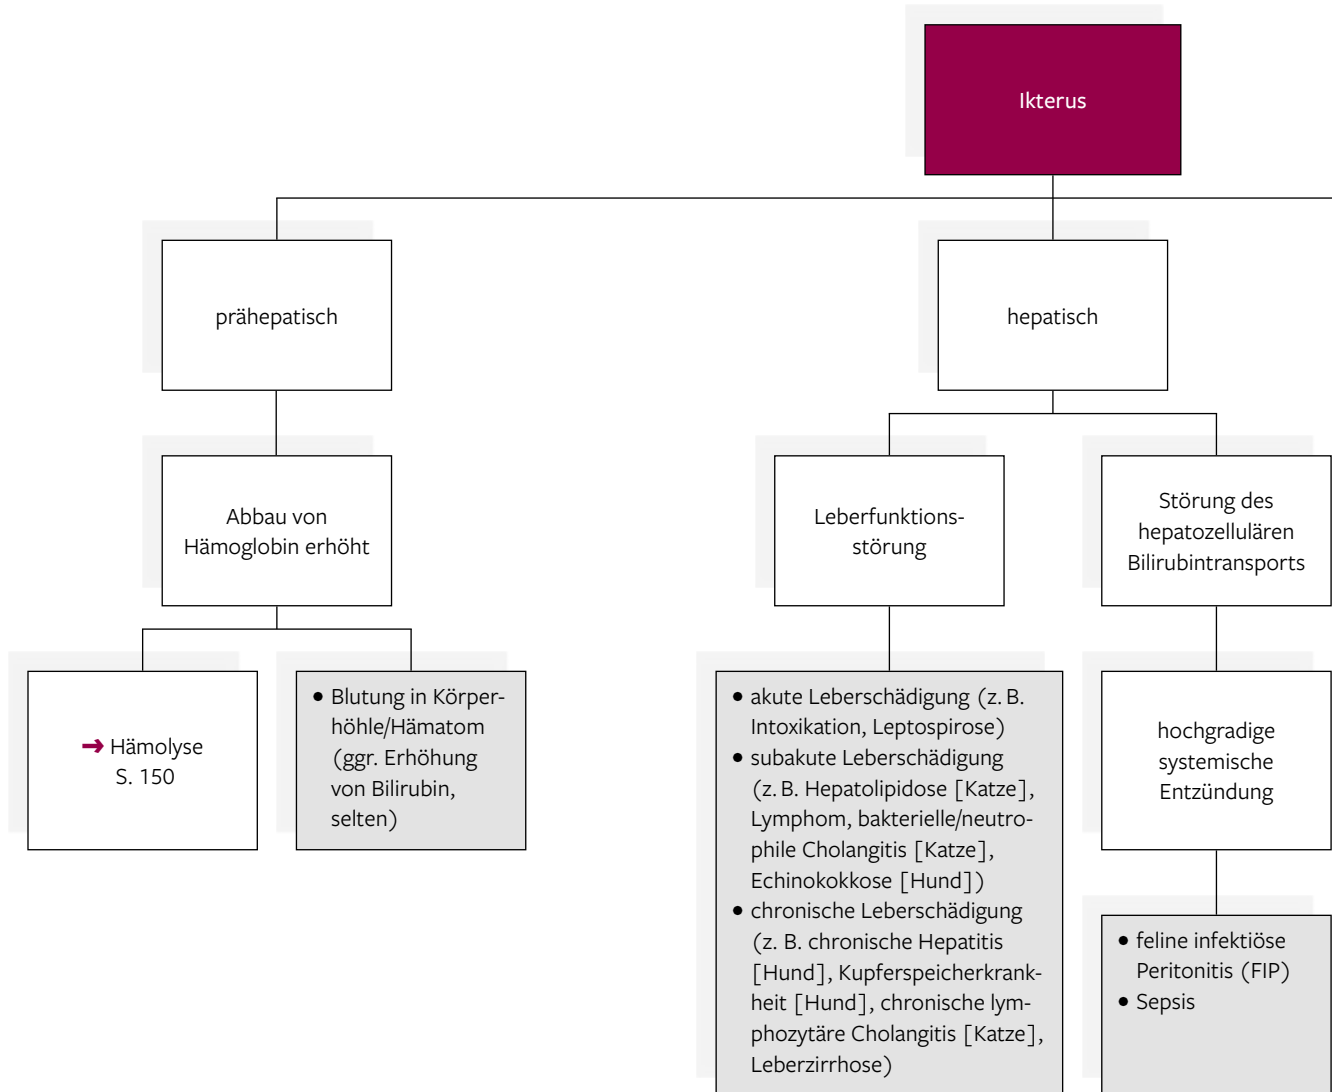 Ikterus
prähepatisch
hepatisch
Abbau von
Hämoglobin erhöht
Leberfunktions-
störung
Störung des
hepatozellulären
Bilirubintransports
➞ Hämolyse
S. 150
• Blutung in Körper-
höhle/Hämatom
(ggr. Erhöhung
von Bilirubin,
selten)
• akute Leberschädigung (z. B.
Intoxikation, Leptospirose)
• subakute Leberschädigung
(z. B. Hepatolipidose [Katze],
Lymphom, bakterielle/neutro-
phile Cholangitis [Katze],
Echinokokkose [Hund])
• chronische Leberschädigung
(z. B. chronische Hepatitis
[Hund], Kupferspeicherkrank-
heit [Hund], chronische lym-
phozytäre Cholangitis [Katze],
Leberzirrhose)
hochgradige
systemische
Entzündung
• feline infektiöse
Peritonitis (FIP)
• Sepsis